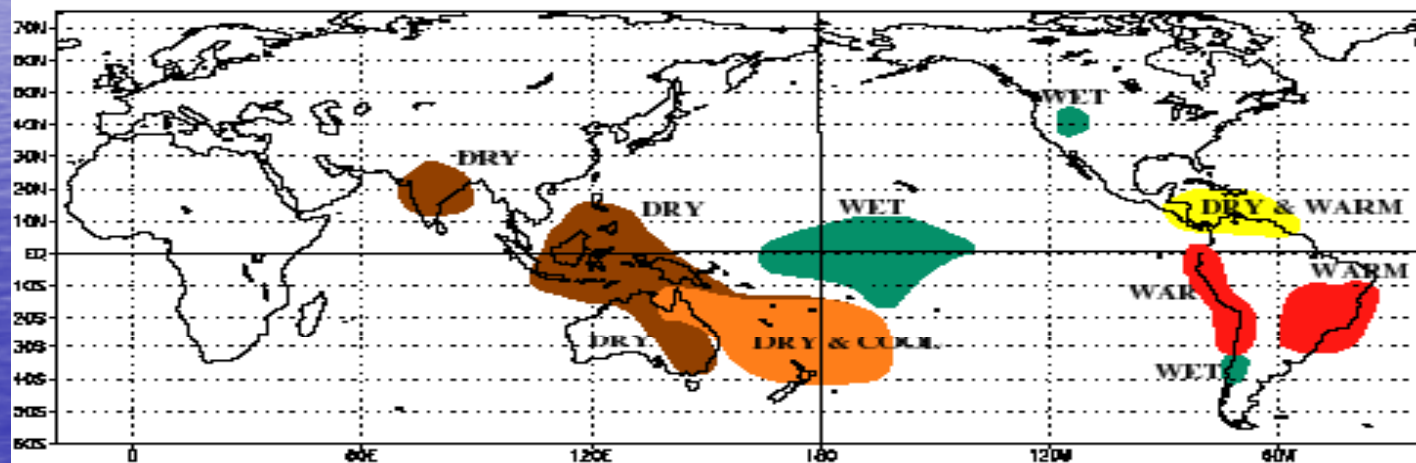 70N
60N
WET
50N
40N
DRY
30N
20N
DRY
WET
DRY & WARM
10N
EQ
WARM
10S
WAR
20S
DRY
DRY & COOL
30S
WET
40S
50S
60S
0
60E
120E
180
120W
60W